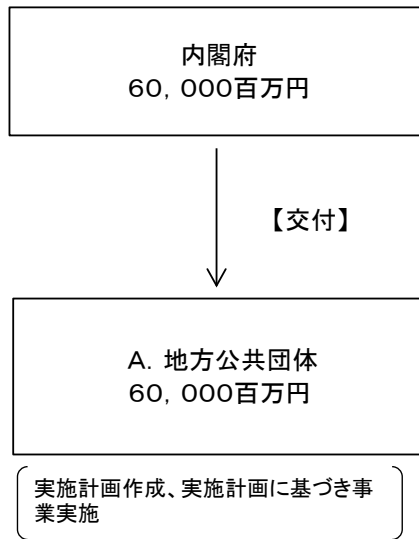 内閣府
60,000百万円
【交付】
A. 地方公共団体
60,000百万円
実施計画作成、実施計画に基づき事
業実施